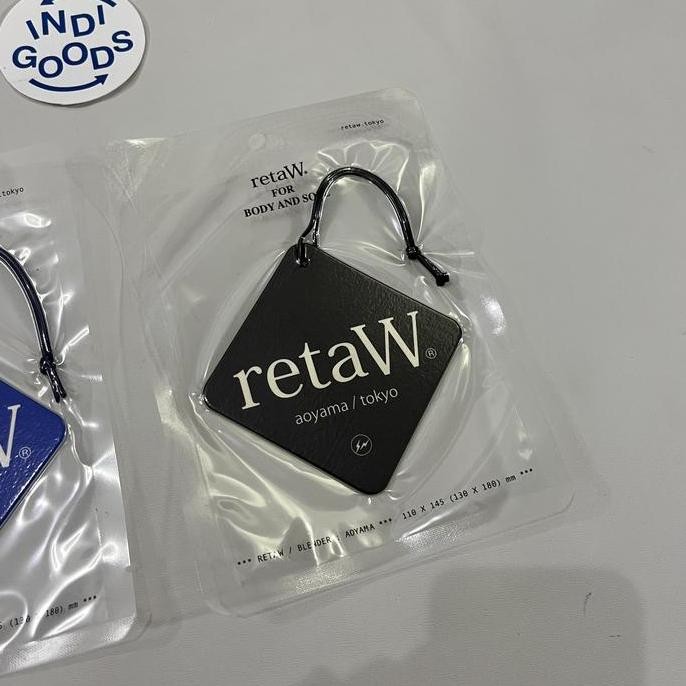 INDI
GOODS
retaW.tokyo
retaW.
FOR
BODY AND SO
retaW®
aoyama / tokyo
*** RETAW / BLENDER : AOYAMA *** 110 X 145 (130 X 180) mm ***
tokyo
W®
180) mm ***